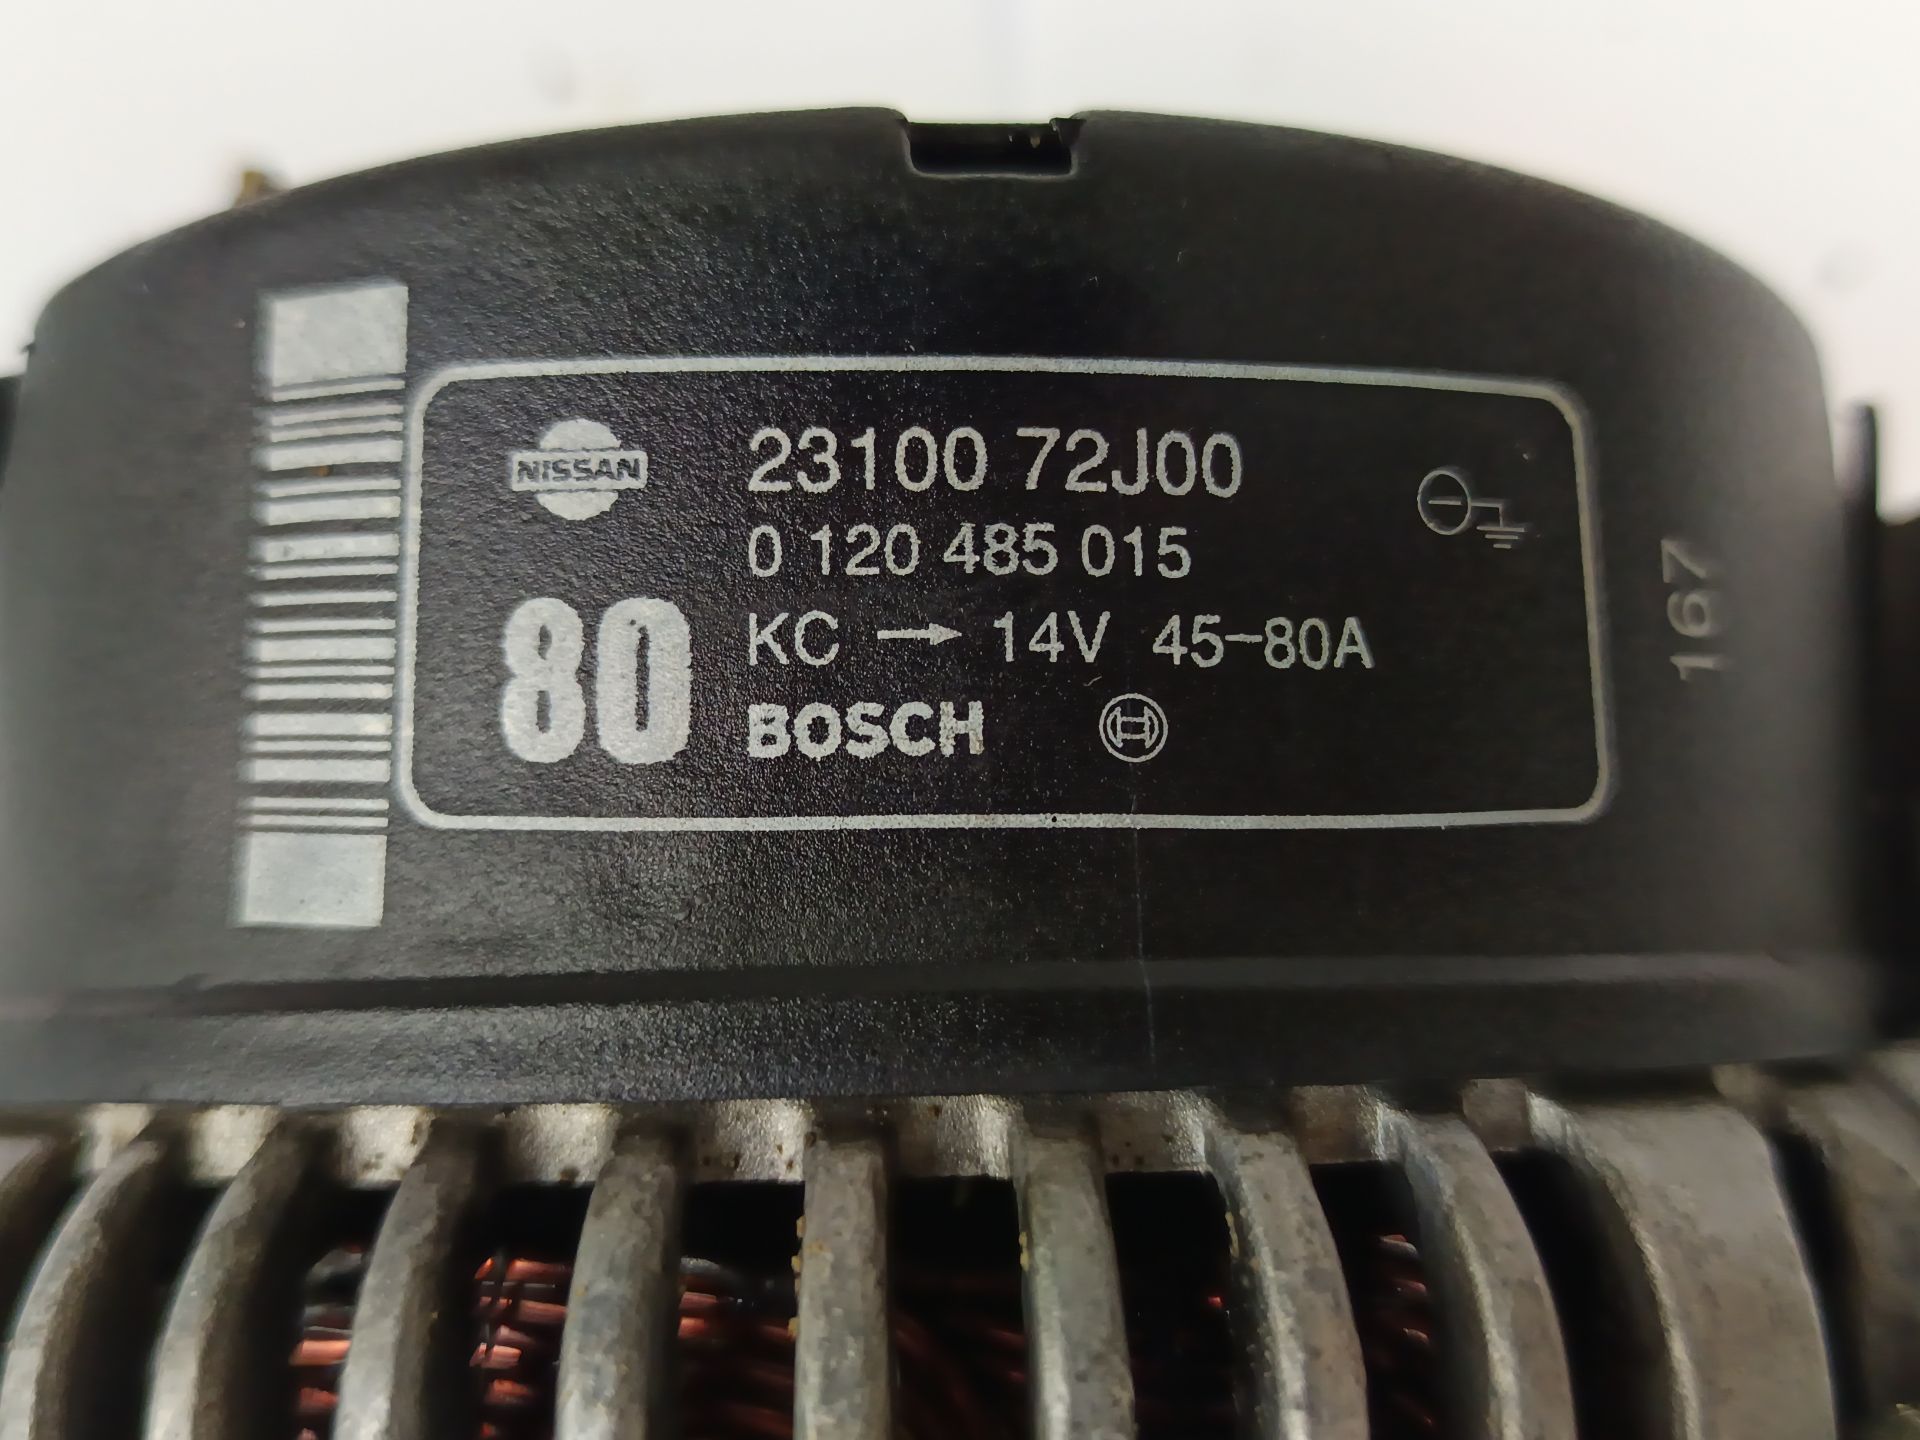 NISSAN
23100 72J00
0 120 485 015
80
KC → 14V 45-80A
BOSCH
167